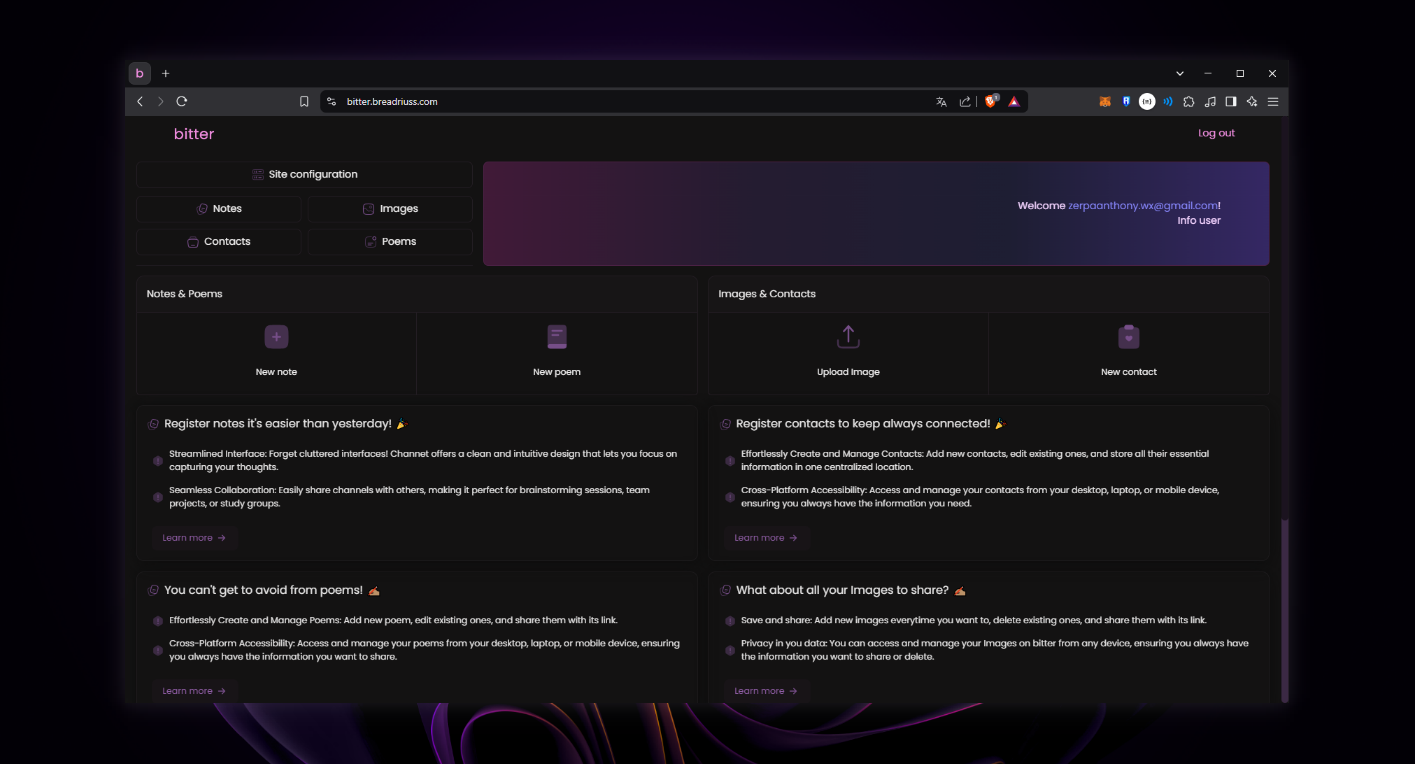 b
bitter.breadriuss.com
1
bitter
Log out
Site configuration
Notes
Images
Contacts
Poems
Welcome zerpaanthony.wx@gmail.com!
Info user
Notes & Poems
New note
New poem
Images & Contacts
Upload Image
New contact
Register notes it's easier than yesterday! 🎉
Streamlined Interface: Forget cluttered interfaces! Channel offers a clean and intuitive design that lets you focus on
capturing your thoughts.
Seamless Collaboration: Easily share channels with others, making it perfect for brainstorming sessions, team
projects, or study groups.
Learn more →
Register contacts to keep always connected! 🎉
Effortlessly Create and Manage Contacts: Add new contacts, edit existing ones, and store all their essential
information in one centralized location.
Cross-Platform Accessibility: Access and manage your contacts from your desktop, laptop, or mobile device,
ensuring you always have the information you need.
Learn more →
You can't get to avoid from poems! ✍🏽
Effortlessly Create and Manage Poems: Add new poem, edit existing ones, and share them with its link.
Cross-Platform Accessibility: Access and manage your poems from your desktop, laptop, or mobile device, ensuring
you always have the information you want to share.
Learn more →
What about all your Images to share? ✍🏽
Save and share: Add new images everytime you want to, delete existing ones, and share them with its link.
Privacy in you data: You can access and manage your Images on bitter from any device, ensuring you always have
the information you want to share or delete.
Learn more →